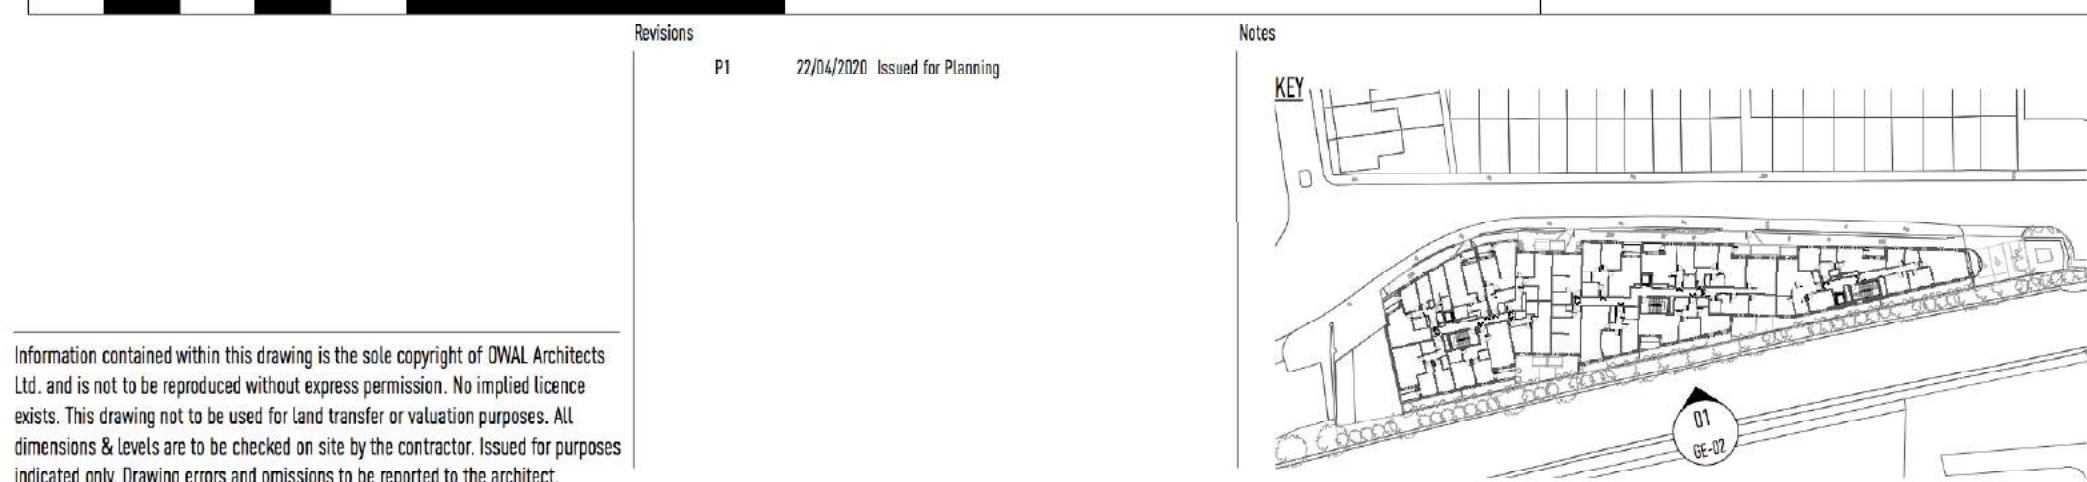 Revisions
P1 22/04/2020 Issued for Planning
Notes
KEY
01
GE-02
Information contained within this drawing is the sole copyright of OWAL Architects
Ltd. and is not to be reproduced without express permission. No implied licence
exists. This drawing not to be used for land transfer or valuation purposes. All
dimensions & levels are to be checked on site by the contractor. Issued for purposes
indicated only. Drawing errors and omissions to be reported to the architect.